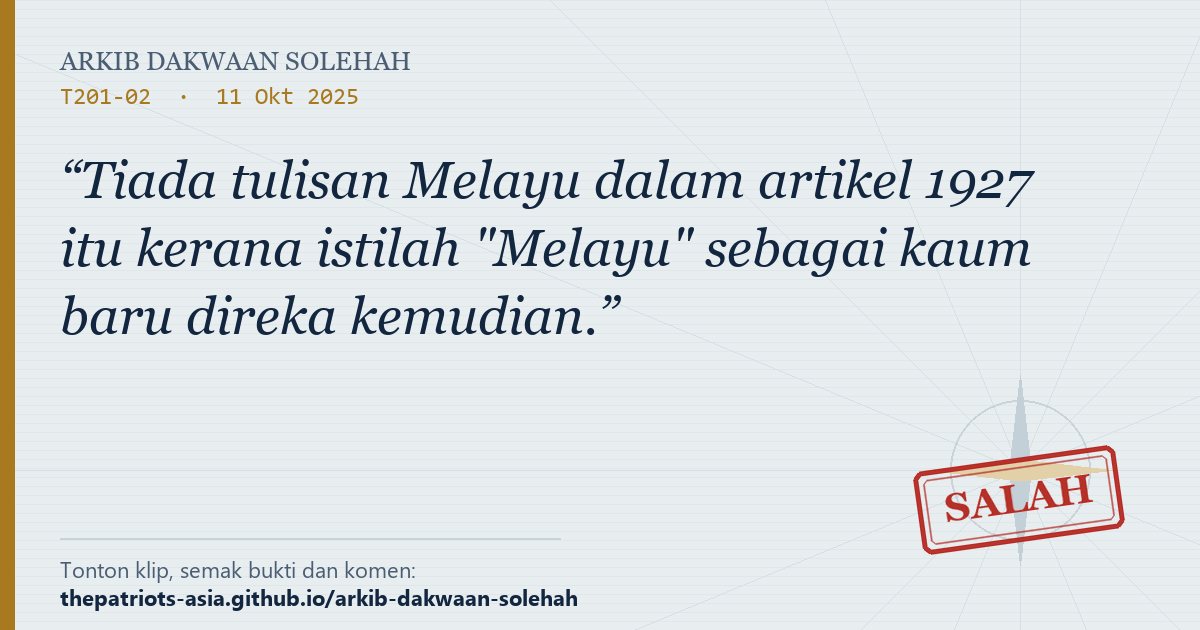 ARKIB DAKWAAN SOLEHAH
T201-02 · 11 Okt 2025
“Tiada tulisan Melayu dalam artikel 1927
itu kerana istilah "Melayu" sebagai kaum
baru direka kemudian.”
SALAH
Tonton klip, semak bukti dan komen:
thepatriots-asia.github.io/arkib-dakwaan-solehah